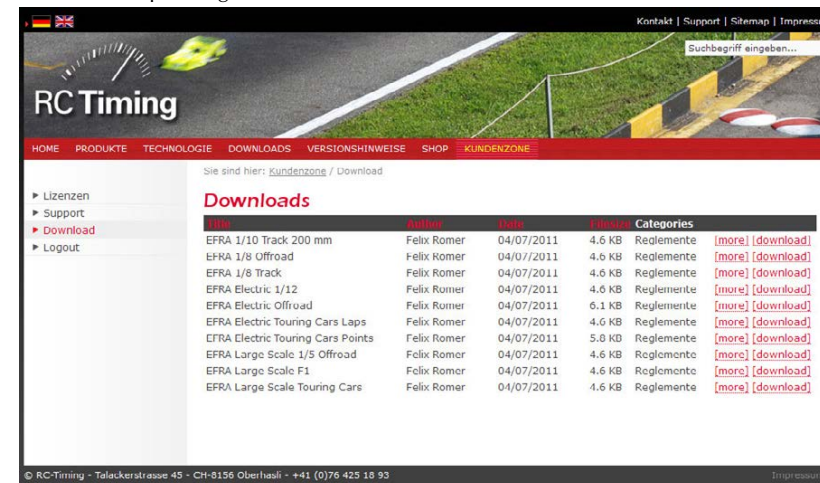 Kontakt | Support | Sitemap | Impressu
Suchbegriff eingeben...
RC Timing
HOME PRODUKTE TECHNOLOGIE DOWNLOADS VERSIONSHINWEISE SHOP KUNDENZONE
Sie sind hier: Kundenzone / Download
Lizenzen
Support
Download
Logout
Downloads
Title Author Date Filesize Categories
EFRA 1/10 Track 200 mm Felix Romer 04/07/2011 4.6 KB Reglemente [more] [download]
EFRA 1/8 Offroad Felix Romer 04/07/2011 4.6 KB Reglemente [more] [download]
EFRA 1/8 Track Felix Romer 04/07/2011 4.6 KB Reglemente [more] [download]
EFRA Electric 1/12 Felix Romer 04/07/2011 4.6 KB Reglemente [more] [download]
EFRA Electric Offroad Felix Romer 04/07/2011 6.1 KB Reglemente [more] [download]
EFRA Electric Touring Cars Laps Felix Romer 04/07/2011 4.6 KB Reglemente [more] [download]
EFRA Electric Touring Cars Points Felix Romer 04/07/2011 5.8 KB Reglemente [more] [download]
EFRA Large Scale 1/5 Offroad Felix Romer 04/07/2011 4.6 KB Reglemente [more] [download]
EFRA Large Scale F1 Felix Romer 04/07/2011 4.6 KB Reglemente [more] [download]
EFRA Large Scale Touring Cars Felix Romer 04/07/2011 4.6 KB Reglemente [more] [download]
© RC-Timing - Talackerstrasse 45 - CH-8156 Oberhasli - +41 (0)76 425 18 93
Impressu